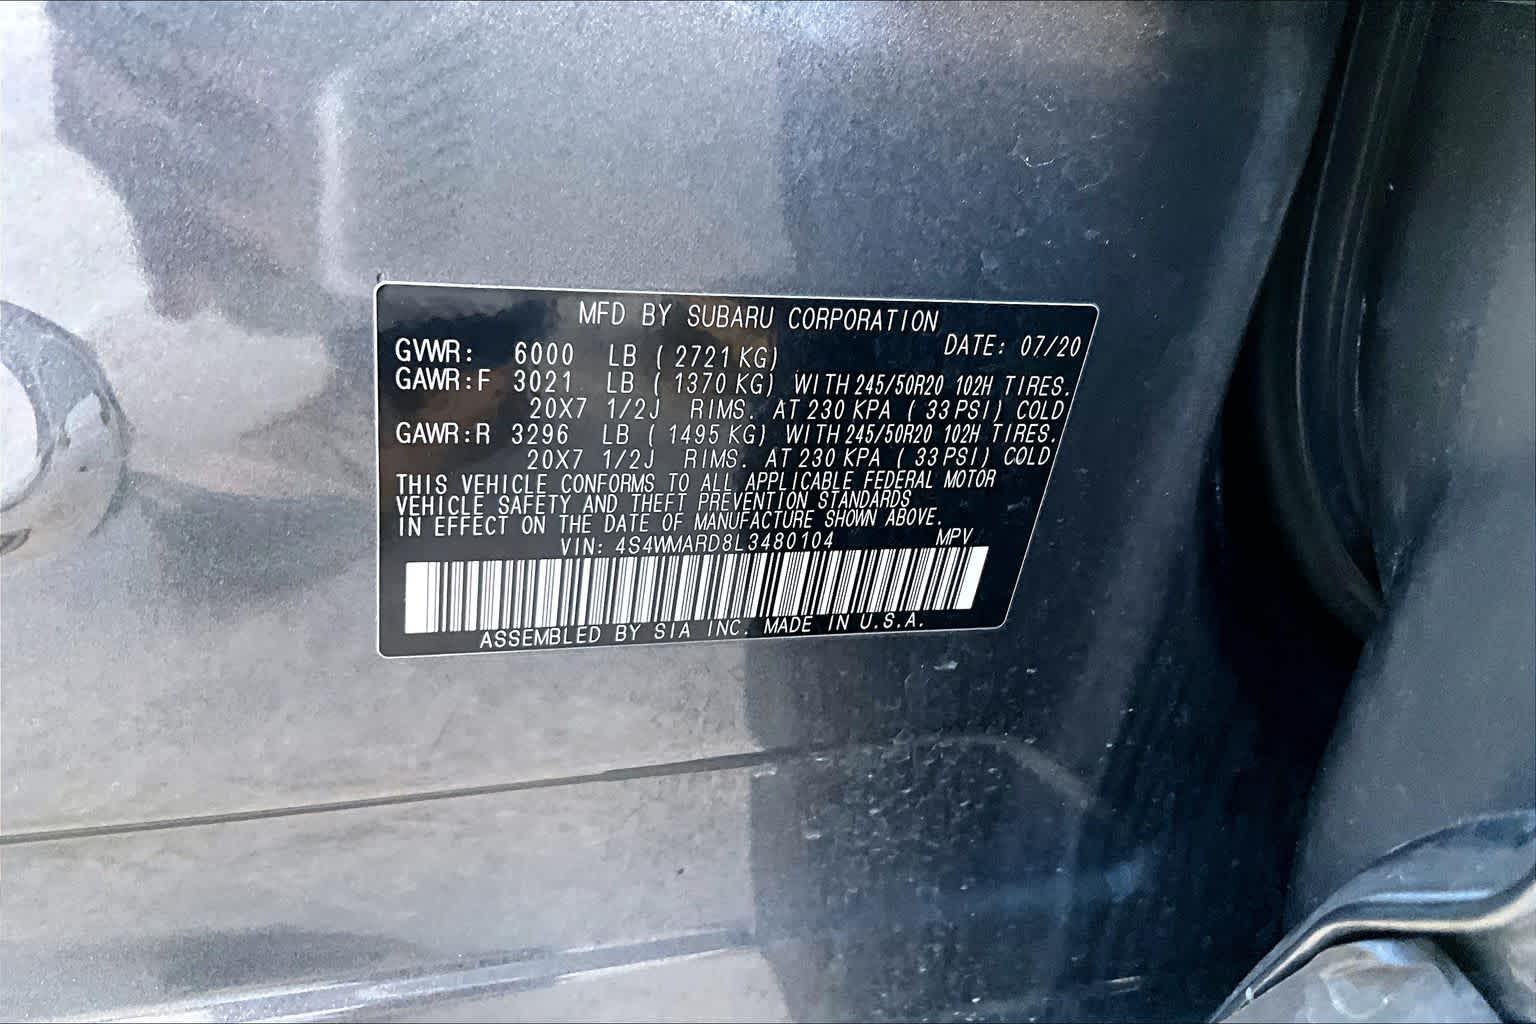 MFD BY SUBARU CORPORATION
DATE: 07/20
GVWR: 6000 LB (2721 KG)
GAWR:F 3021 LB (1370 KG) WITH 245/50R20 102H TIRES.
20X7 1/2J RIMS. AT 230 KPA (33 PSI) COLD
GAWR:R 3296 LB (1495 KG) WITH 245/50R20 102H TIRES.
20X7 1/2J RIMS. AT 230 KPA (33 PSI) COLD
THIS VEHICLE CONFORMS TO ALL APPLICABLE FEDERAL MOTOR
VEHICLE SAFETY AND THEFT PREVENTION STANDARDS
IN EFFECT ON THE DATE OF MANUFACTURE SHOWN ABOVE.
VIN: 4S4WMARD8L3480104 MPV
ASSEMBLED BY SIA INC. MADE IN U.S.A.